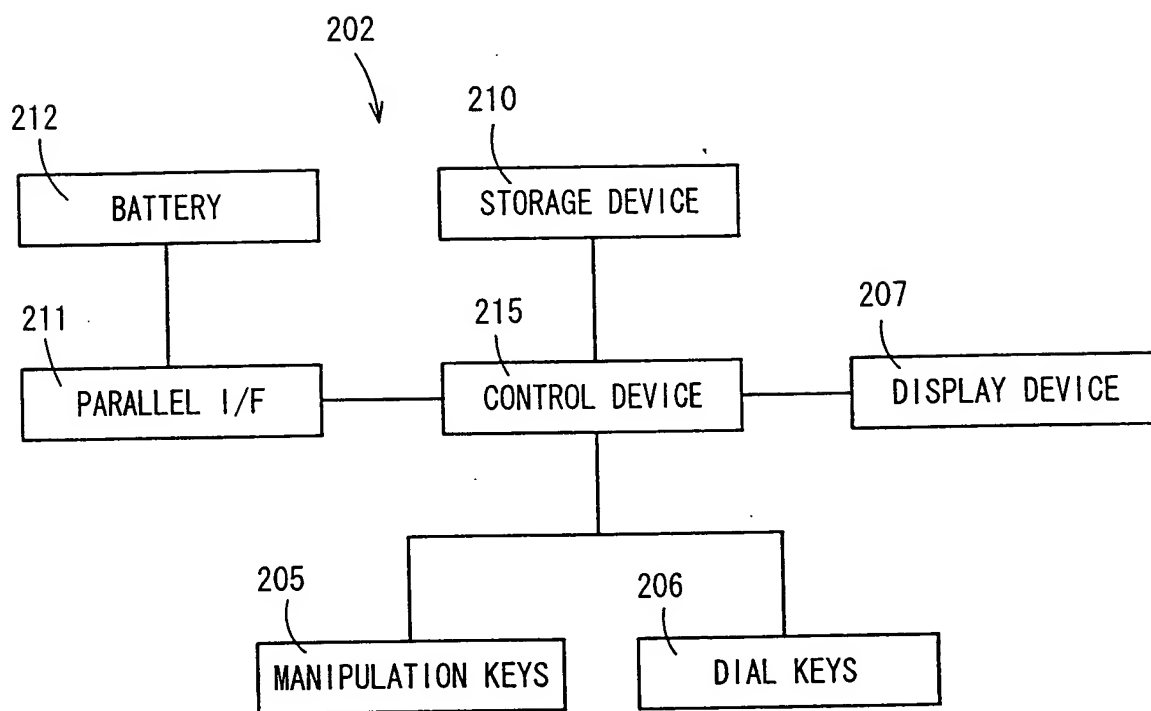 202
212
210
BATTERY
STORAGE DEVICE
211
215
207
PARALLEL I/F
CONTROL DEVICE
DISPLAY DEVICE
205
206
MANIPULATION KEYS
DIAL KEYS